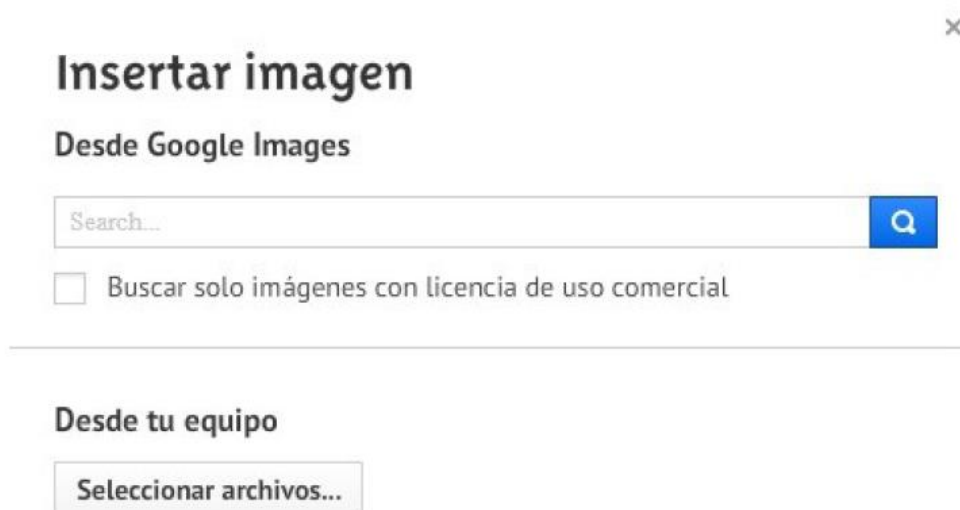 Insertar imagen
Desde Google Images
Search...
Buscar solo imágenes con licencia de uso comercial
Desde tu equipo
Seleccionar archivos...